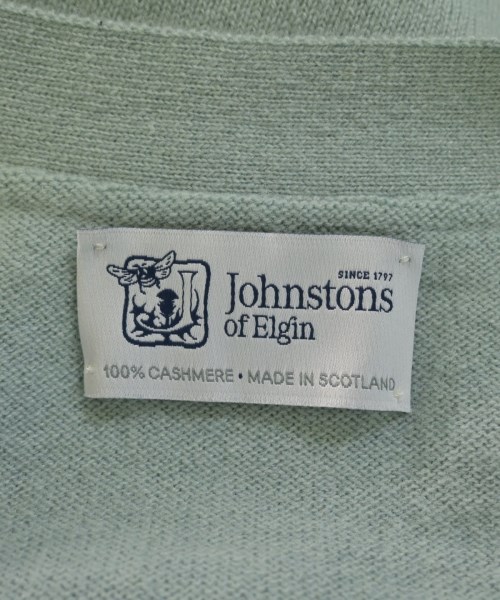 SINCE 1797
J
Johnstons
of Elgin
100% CASHMERE • MADE IN SCOTLAND